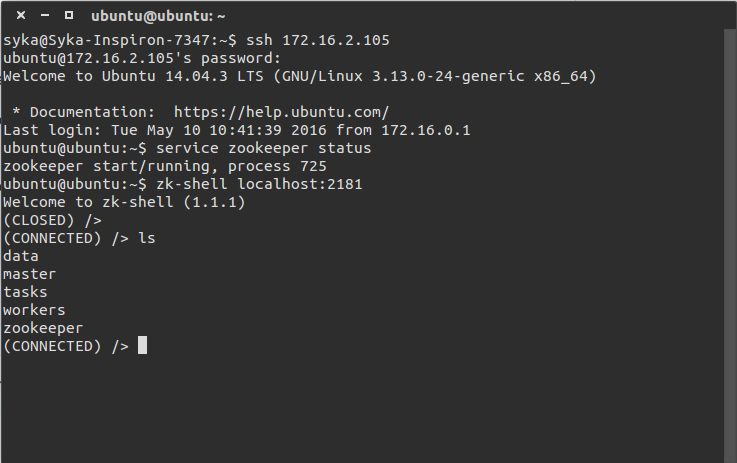 ubuntu@ubuntu: ~
syka@Syka-Inspiron-7347:~$ ssh 172.16.2.105
ubuntu@172.16.2.105's password:
Welcome to Ubuntu 14.04.3 LTS (GNU/Linux 3.13.0-24-generic x86_64)
* Documentation:  https://help.ubuntu.com/
Last login: Tue May 10 10:41:39 2016 from 172.16.0.1
ubuntu@ubuntu:~$ service zookeeper status
zookeeper start/running, process 725
ubuntu@ubuntu:~$ zk-shell localhost:2181
Welcome to zk-shell (1.1.1)
(CLOSED) />
(CONNECTED) /> ls
data
master
tasks
workers
zookeeper
(CONNECTED) />